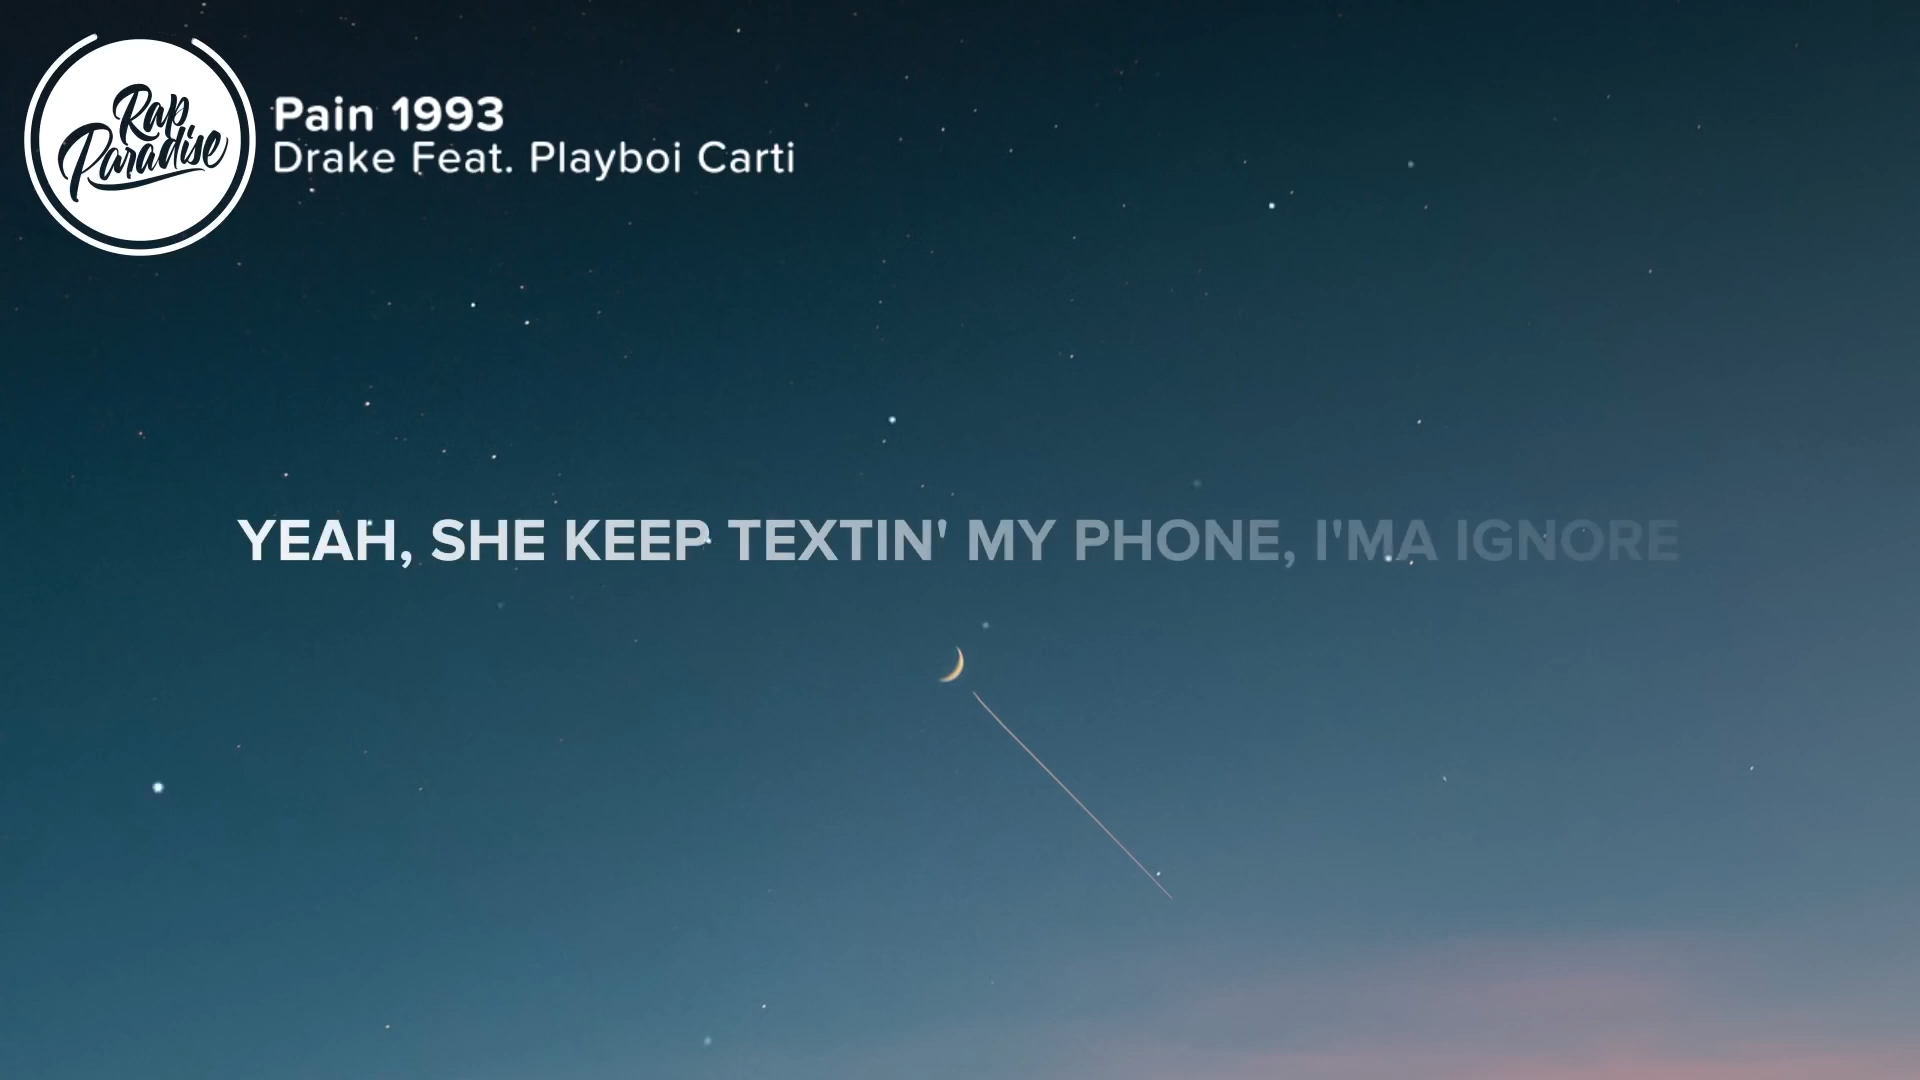 Rap
Paradise
Pain 1993
Drake Feat. Playboi Carti
YEAH, SHE KEEP TEXTIN' MY PHONE, I'MA IGNORE